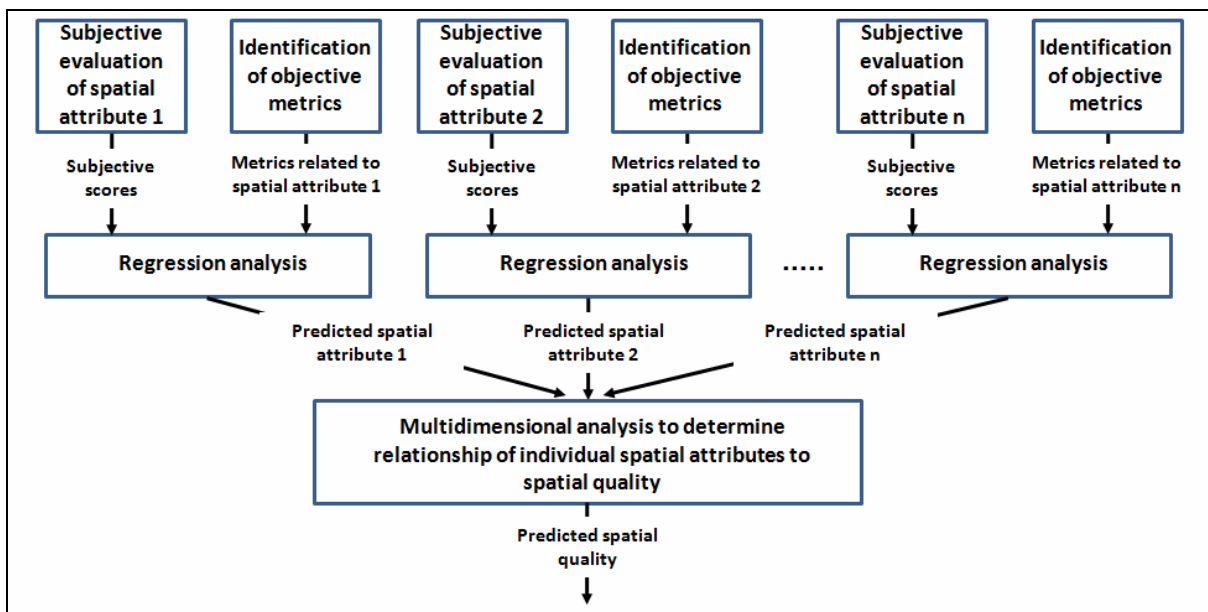 Subjective
evaluation
of spatial
attribute 1
Identification
of objective
metrics
Subjective
evaluation
of spatial
attribute 2
Identification
of objective
metrics
Subjective
evaluation
of spatial
attribute n
Identification
of objective
metrics
Subjective
scores
Metrics related to
spatial attribute 1
Subjective
scores
Metrics related to
spatial attribute 2
Subjective
scores
Metrics related to
spatial attribute n
Regression analysis
Regression analysis
.....
Regression analysis
Predicted spatial
attribute 1
Predicted spatial
attribute 2
Predicted spatial
attribute n
Multidimensional analysis to determine
relationship of individual spatial attributes to
spatial quality
Predicted spatial
quality